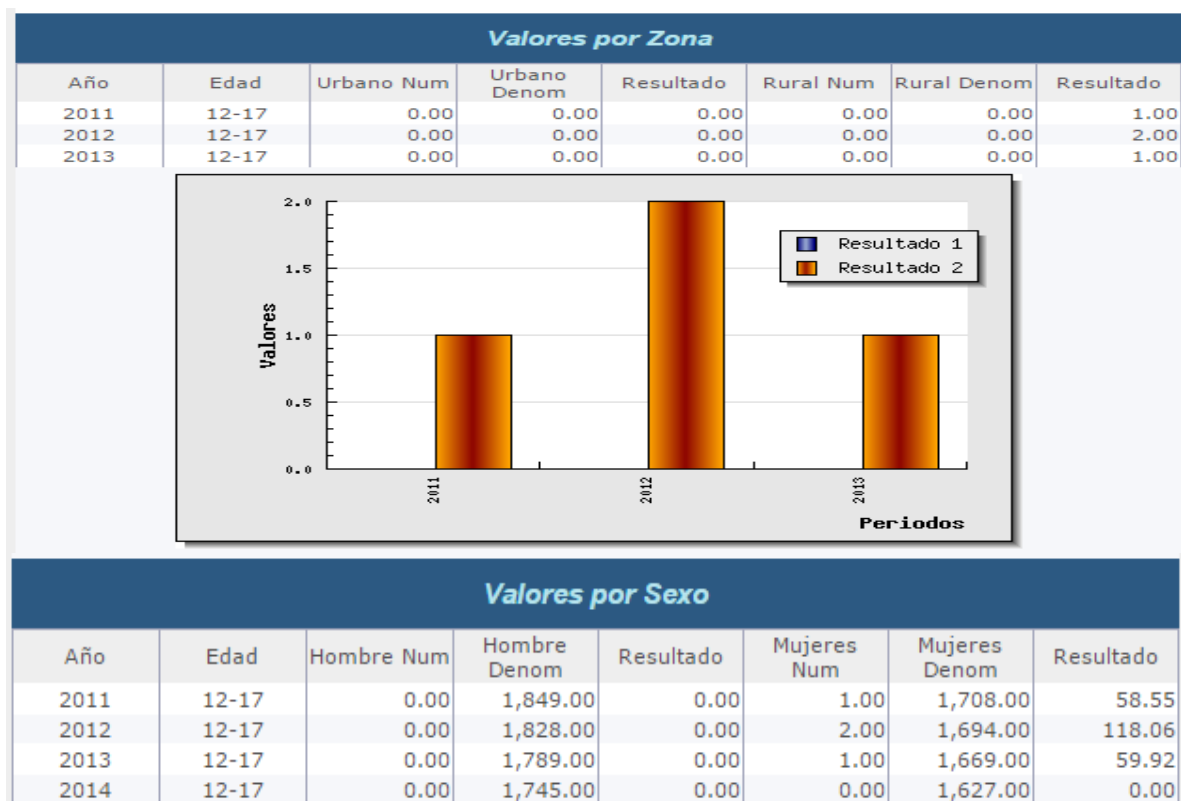 Valores por Zona
Año Edad Urbano Num Urbano Denom Resultado Rural Num Rural Denom Resultado
2011 12-17 0.00 0.00 0.00 0.00 0.00 1.00
2012 12-17 0.00 0.00 0.00 0.00 0.00 2.00
2013 12-17 0.00 0.00 0.00 0.00 0.00 1.00
2.0
1.5
1.0
0.5
0.0
Valores
Resultado 1
Resultado 2
2011 2012 2013
Periodos
Valores por Sexo
Año Edad Hombre Num Hombre Denom Resultado Mujeres Num Mujeres Denom Resultado
2011 12-17 0.00 1,849.00 0.00 1.00 1,708.00 58.55
2012 12-17 0.00 1,828.00 0.00 2.00 1,694.00 118.06
2013 12-17 0.00 1,789.00 0.00 1.00 1,669.00 59.92
2014 12-17 0.00 1,745.00 0.00 0.00 1,627.00 0.00